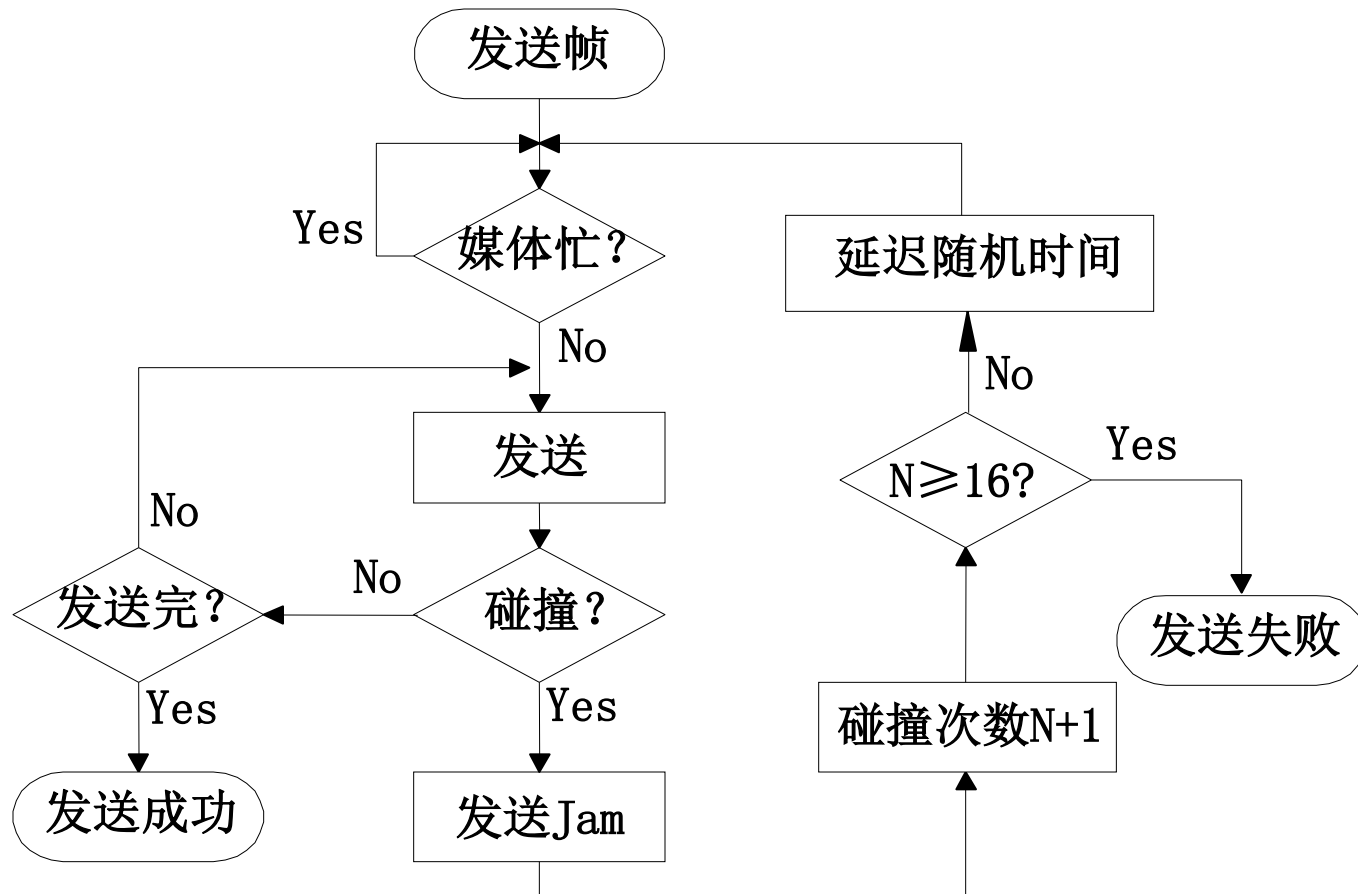 发送帧
Yes
媒体忙?
延迟随机时间
No
No
发送
N≥16?
Yes
No
No
发送完?
碰撞?
发送失败
Yes
Yes
碰撞次数N+1
发送成功
发送Jam